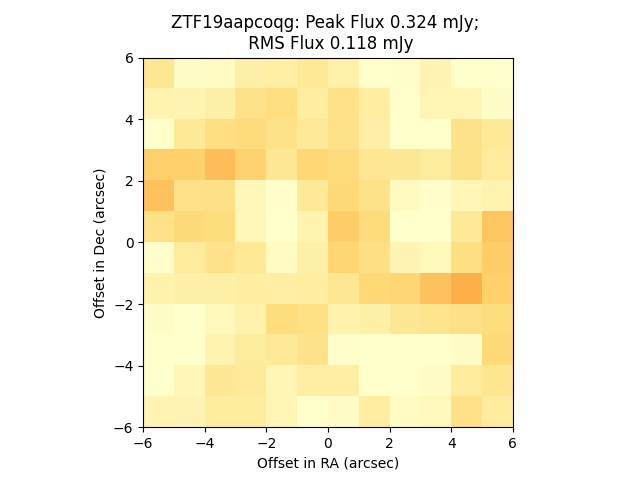 ZTF19aapcoqg: Peak Flux 0.324 mJy;
RMS Flux 0.118 mJy
6
4
2
0
−2
−4
−6
Offset in Dec (arcsec)
−6 −4 −2 0 2 4 6
Offset in RA (arcsec)